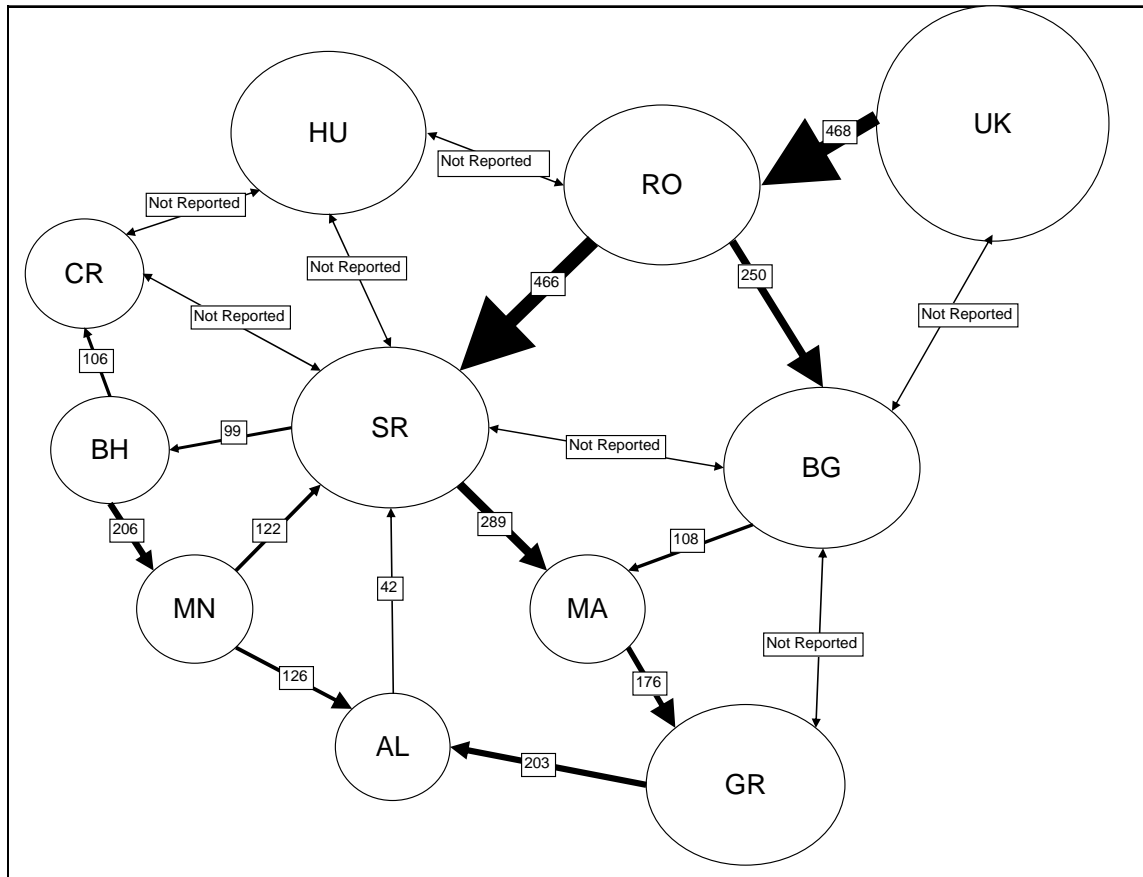 UK
HU
468
Not Reported
RO
Not Reported
CR
Not Reported
466
250
Not Reported
Not Reported
106
SR
99
BH
Not Reported
BG
206
122
289
108
42
MN
MA
Not Reported
126
176
AL
203
GR